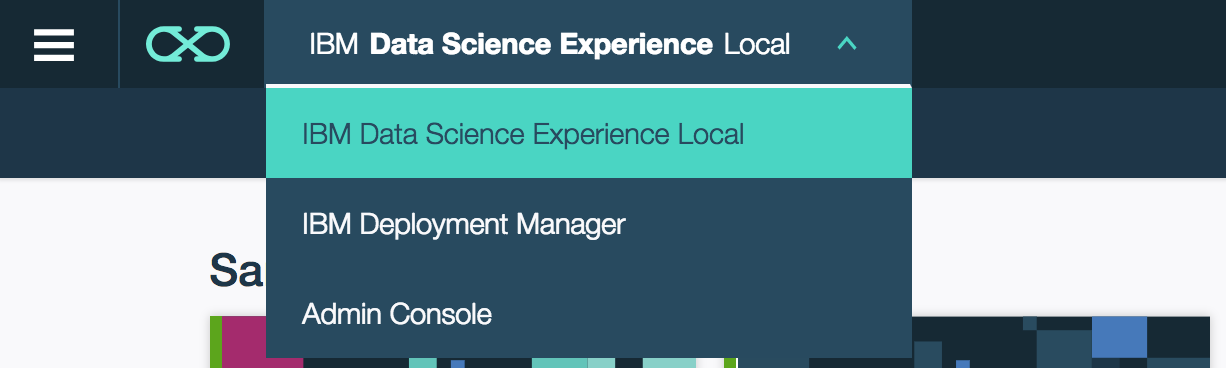 IBM Data Science Experience Local
IBM Data Science Experience Local
IBM Deployment Manager
Sa
Admin Console